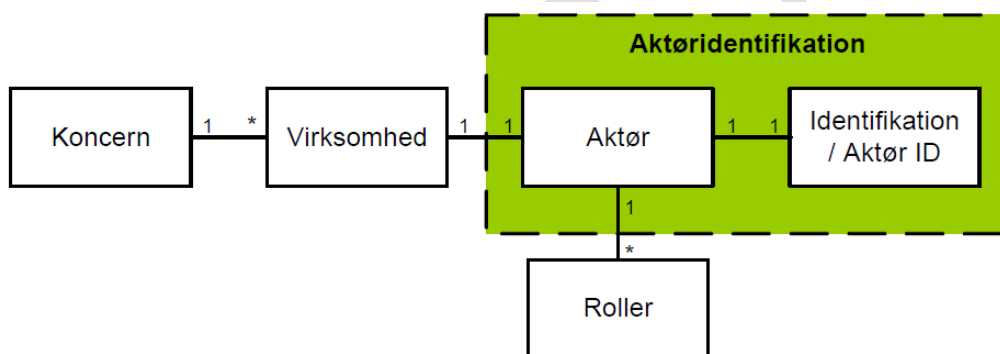 Aktøridentifikation
Koncern
1
*
Virksomhed
1
1
Aktør
1
1
Identifikation
/ Aktør ID
1
*
Roller